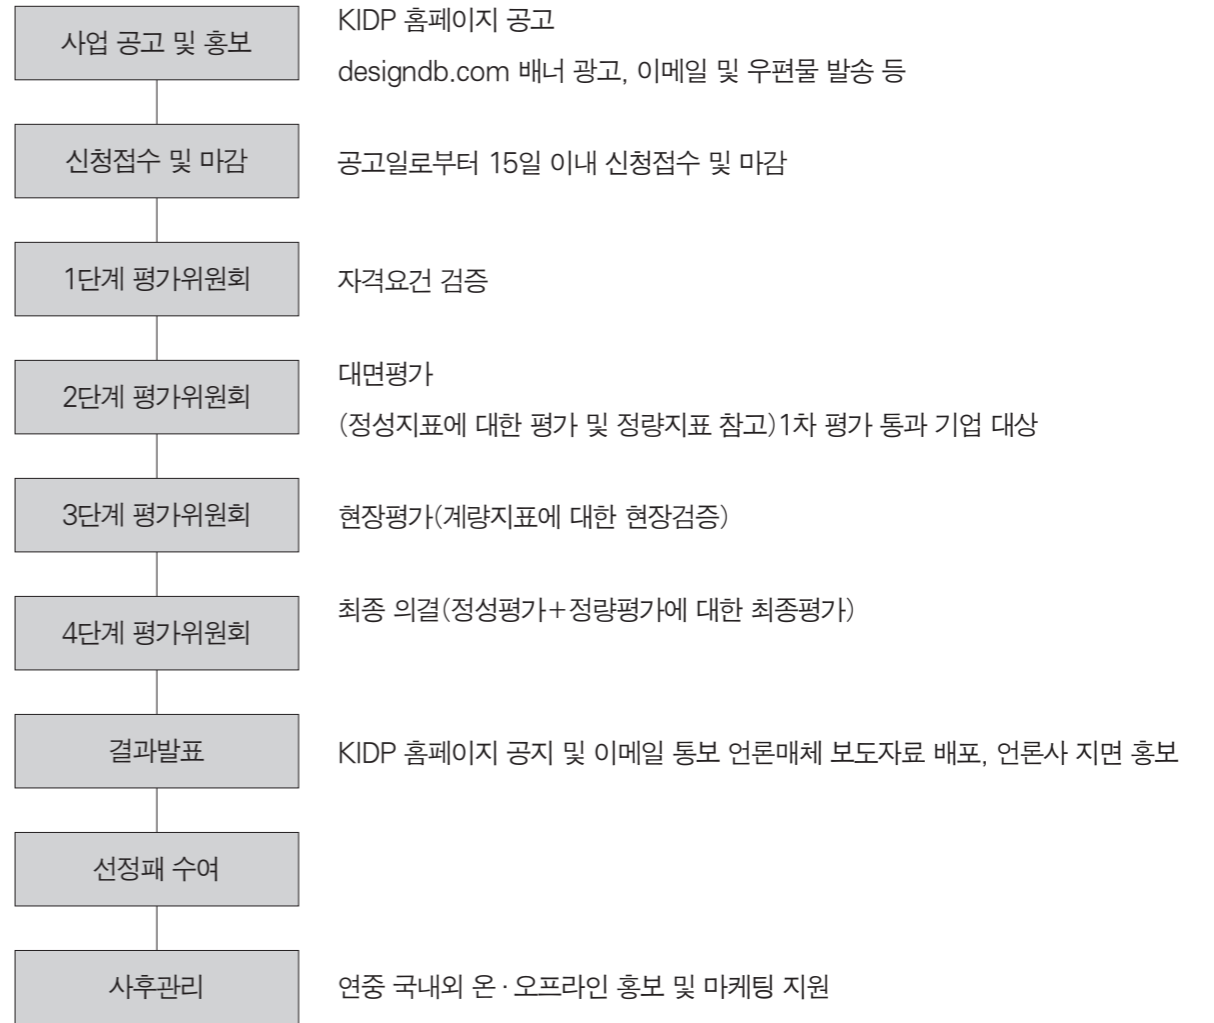 사업 공고 및 홍보
KIDP 홈페이지 공고
designdb.com 배너 광고, 이메일 및 우편물 발송 등
신청접수 및 마감
공고일로부터 15일 이내 신청접수 및 마감
1단계 평가위원회
자격요건 검증
2단계 평가위원회
대면평가
(정성지표에 대한 평가 및 정량지표 참고)1차 평가 통과 기업 대상
3단계 평가위원회
현장평가(계량지표에 대한 현장검증)
4단계 평가위원회
최종 의결(정성평가+정량평가에 대한 최종평가)
결과발표
KIDP 홈페이지 공지 및 이메일 통보 언론매체 보도자료 배포, 언론사 지면 홍보
선정패 수여
사후관리
연중 국내외 온·오프라인 홍보 및 마케팅 지원